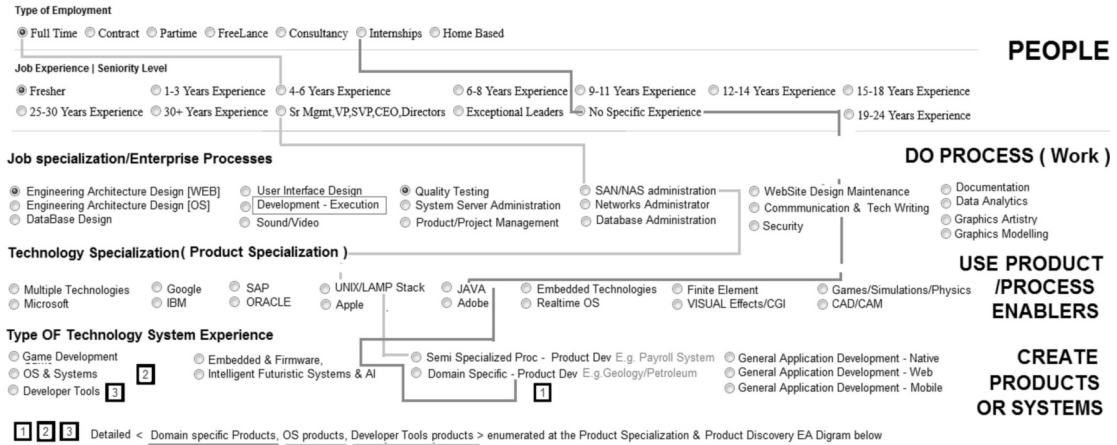 Type of Employment
Full Time Contract Partime FreeLance Consultancy Internships Home Based
PEOPLE
Job Experience | Seniority Level
Fresher 1-3 Years Experience 4-6 Years Experience 6-8 Years Experience 9-11 Years Experience 12-14 Years Experience 15-18 Years Experience
25-30 Years Experience 30+ Years Experience Sr Mgmt,VP,SVP,CEO,Directors Exceptional Leaders No Specific Experience 19-24 Years Experience
Job specialization/Enterprise Processes
DO PROCESS ( Work )
Engineering Architecture Design [WEB] User Interface Design Quality Testing SAN/NAS administration WebSite Design Maintenance Documentation
Engineering Architecture Design [OS] Development - Execution System Server Administration Networks Administrator Commmunication & Tech Writing Data Analytics
DataBase Design Sound/Video Product/Project Management Database Administration Security Graphics Artistry
Graphics Modelling
Technology Specialization( Product Specialization )
USE PRODUCT
/PROCESS
ENABLERS
Multiple Technologies Google SAP UNIX/LAMP Stack JAVA Embedded Technologies Finite Element Games/Simulations/Physics
Microsoft IBM ORACLE Apple Adobe Realtime OS VISUAL Effects/CGI CAD/CAM
Type OF Technology System Experience
CREATE
PRODUCTS
OR SYSTEMS
Game Development Embedded & Firmware, Semi Specialized Proc - Product Dev E.g. Payroll System General Application Development - Native
OS & Systems 2 Intelligent Futuristic Systems & AI Domain Specific - Product Dev E.g.Geology/Petroleum General Application Development - Web
Developer Tools 3 1 General Application Development - Mobile
1 2 3 Detailed < Domain specific Products, OS products, Developer Tools products > enumerated at the Product Specialization & Product Discovery EA Digram below